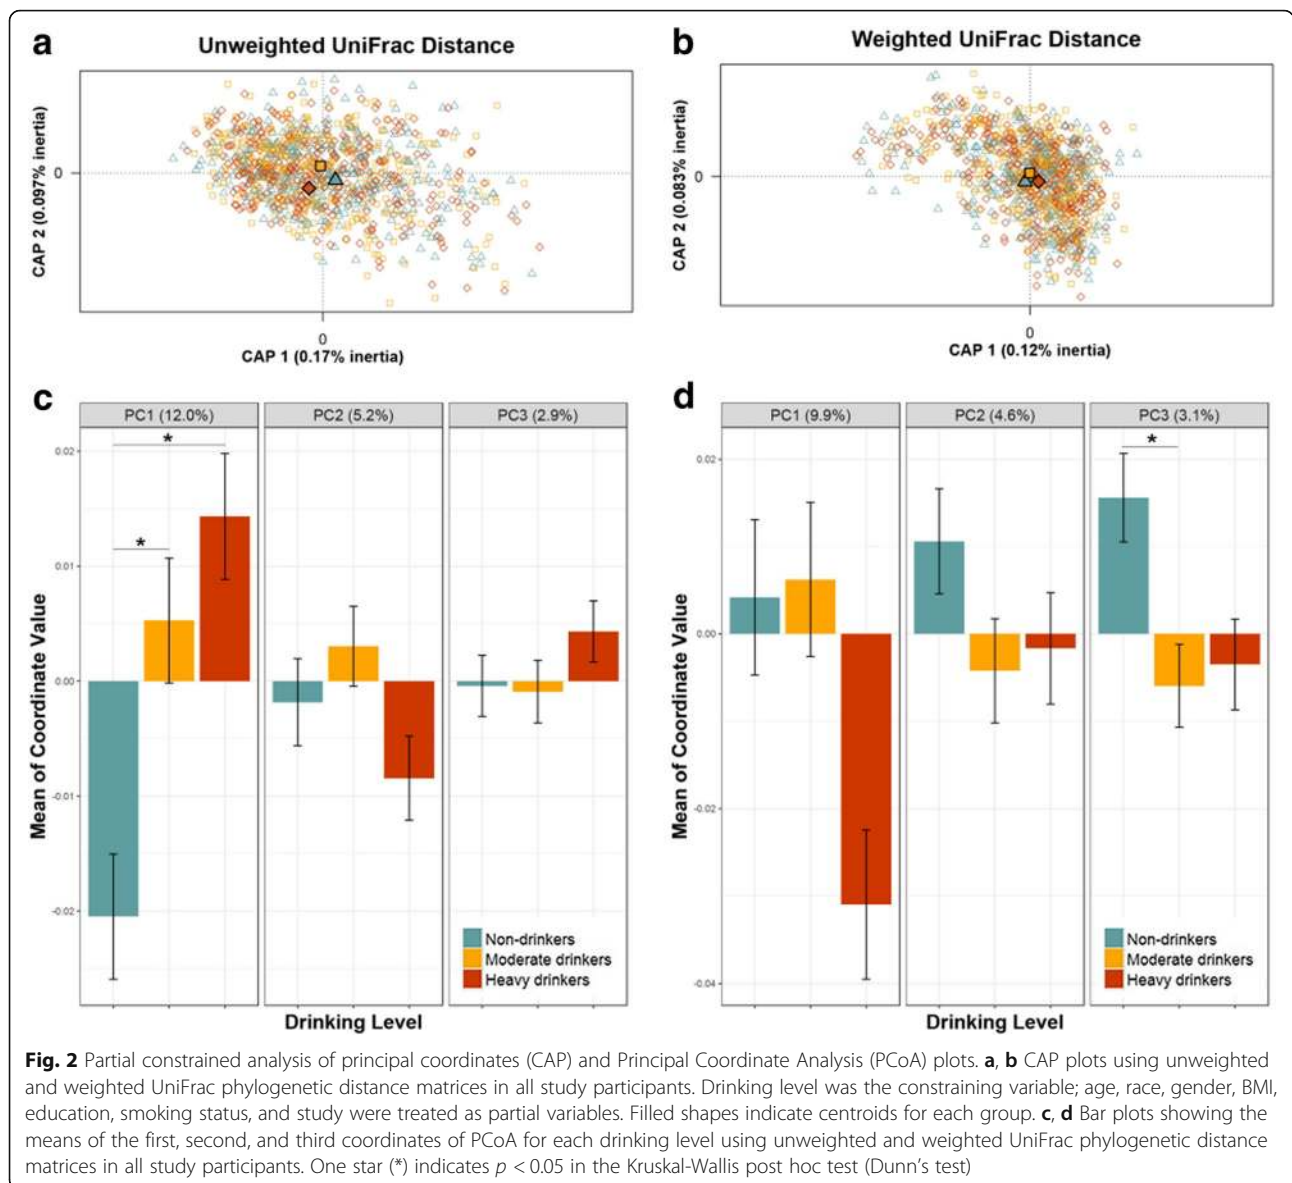 a
Unweighted UniFrac Distance
CAP 2 (0.097% inertia)
0
0
CAP 1 (0.17% inertia)
b
Weighted UniFrac Distance
CAP 2 (0.083% inertia)
0
0
CAP 1 (0.12% inertia)
c
PC1 (12.0%)
PC2 (5.2%)
PC3 (2.9%)
Mean of Coordinate Value
0.02
0.01
0.00
-0.01
-0.02
*
*
Non-drinkers
Moderate drinkers
Heavy drinkers
Drinking Level
d
PC1 (9.9%)
PC2 (4.6%)
PC3 (3.1%)
Mean of Coordinate Value
0.02
0.00
-0.02
-0.04
*
Non-drinkers
Moderate drinkers
Heavy drinkers
Drinking Level
Fig. 2 Partial constrained analysis of principal coordinates (CAP) and Principal Coordinate Analysis (PCoA) plots. a, b CAP plots using unweighted
and weighted UniFrac phylogenetic distance matrices in all study participants. Drinking level was the constraining variable; age, race, gender, BMI,
education, smoking status, and study were treated as partial variables. Filled shapes indicate centroids for each group. c, d Bar plots showing the
means of the first, second, and third coordinates of PCoA for each drinking level using unweighted and weighted UniFrac phylogenetic distance
matrices in all study participants. One star (*) indicates p < 0.05 in the Kruskal-Wallis post hoc test (Dunn's test)